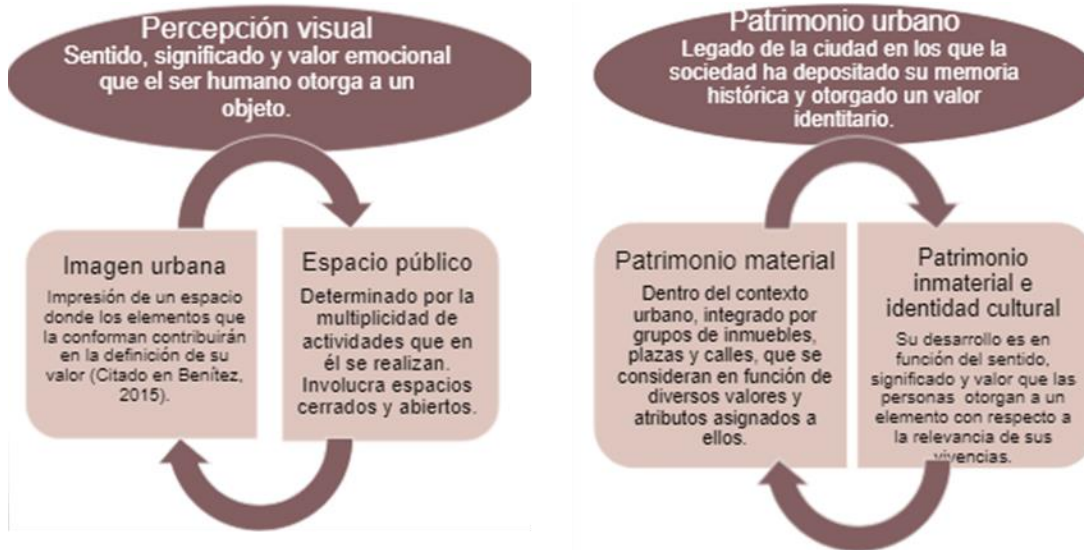 Percepción visual
Sentido, significado y valor emocional
que el ser humano otorga a un
objeto.
Imagen urbana
Impresión de un espacio
donde los elementos que
la conforman contribuirán
en la definición de su
valor (Citado en Benítez,
2015).
Espacio público
Determinado por la
multiplicidad de
actividades que en
él se realizan.
Involucra espacios
cerrados y abiertos.
Patrimonio urbano
Legado de la ciudad en los que la
sociedad ha depositado su memoria
histórica y otorgado un valor
identitario.
Patrimonio material
Dentro del contexto
urbano, integrado por
grupos de inmuebles,
plazas y calles, que se
consideran en función de
diversos valores y
atributos asignados a
ellos.
Patrimonio
inmaterial e
identidad cultural
Su desarrollo es en
función del sentido,
significado y valor que las
personas otorgan a un
elemento con respecto a
la relevancia de sus
vivencias.